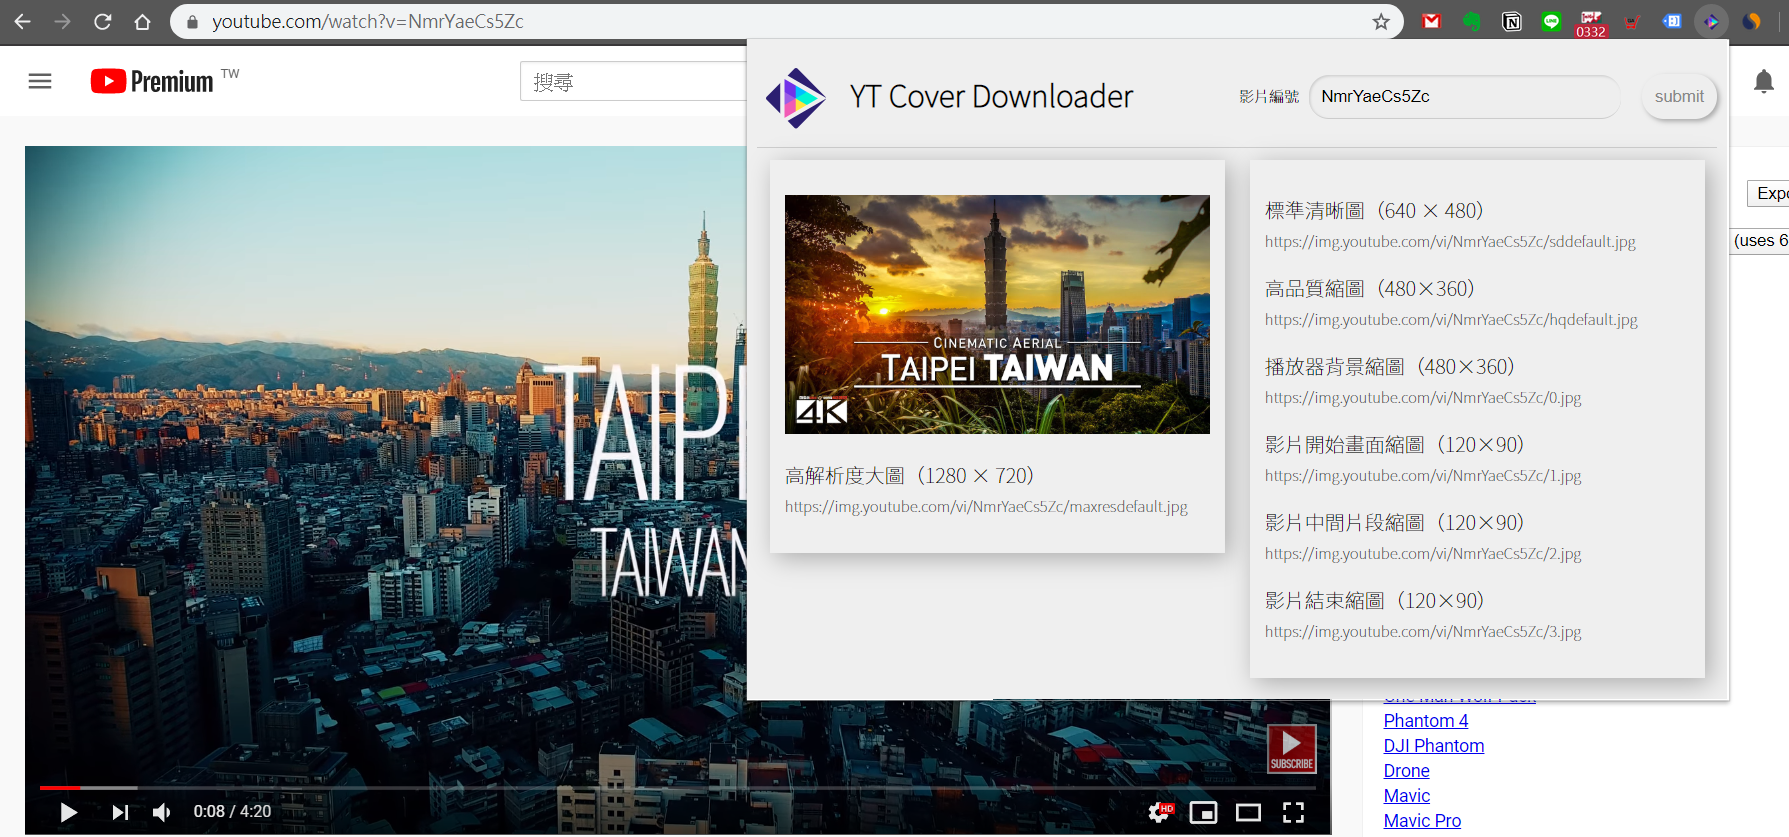 youtube.com/watch?v=NmrYaeCs5Zc
0332
Premium TW
搜尋
YT Cover Downloader
影片編號
NmrYaeCs5Zc
submit
CINEMATIC AERIAL
TAIPEI TAIWAN
4K
高解析度大圖（1280 × 720）
https://img.youtube.com/vi/NmrYaeCs5Zc/maxresdefault.jpg
標準清晰圖（640 × 480）
https://img.youtube.com/vi/NmrYaeCs5Zc/sddefault.jpg
高品質縮圖（480×360）
https://img.youtube.com/vi/NmrYaeCs5Zc/hqdefault.jpg
播放器背景縮圖（480×360）
https://img.youtube.com/vi/NmrYaeCs5Zc/0.jpg
影片開始畫面縮圖（120×90）
https://img.youtube.com/vi/NmrYaeCs5Zc/1.jpg
影片中間片段縮圖（120×90）
https://img.youtube.com/vi/NmrYaeCs5Zc/2.jpg
影片結束縮圖（120×90）
https://img.youtube.com/vi/NmrYaeCs5Zc/3.jpg
Expo
(uses 6
TAIP
TAIWAN
SUBSCRIBE
0:08 / 4:20
HD
Phantom 4
DJI Phantom
Drone
Mavic
Mavic Pro